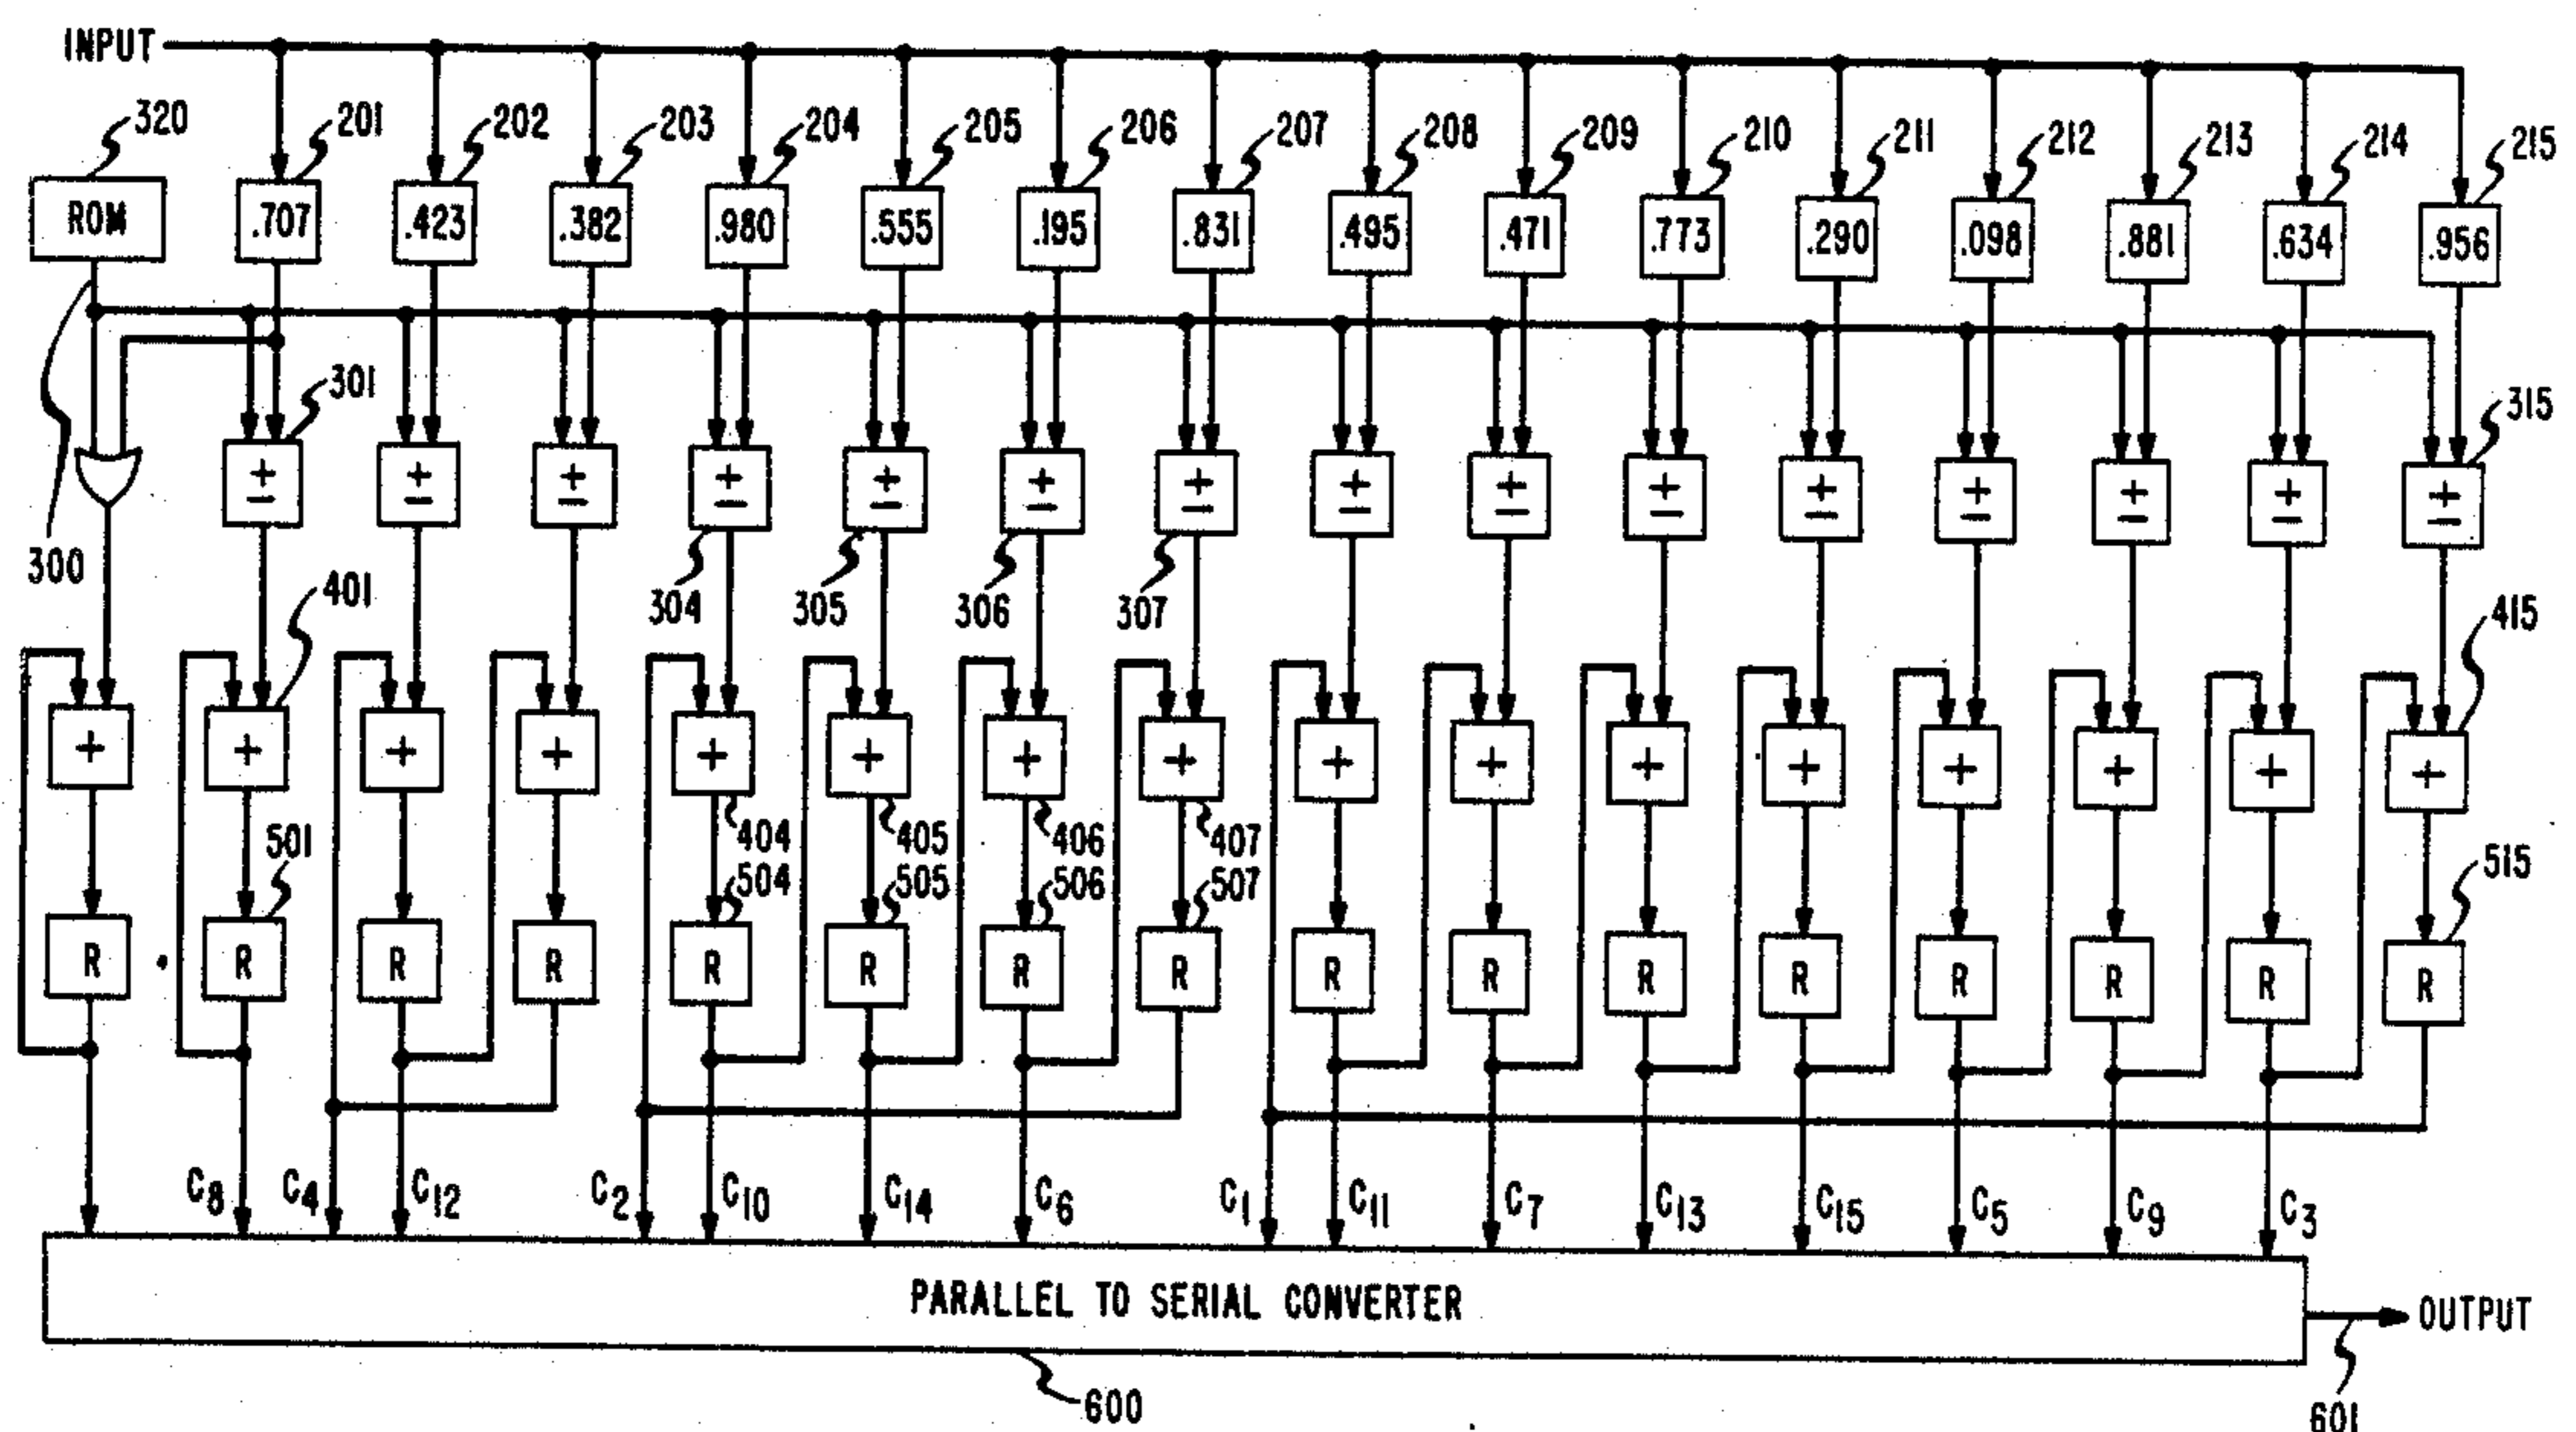 INPUT
320 201 202 203 204 205 206 207 208 209 210 211 212 213 214 215
ROM .707 .423 .382 .980 .555 .195 .831 .495 .471 .773 .290 .098 .881 .634 .956
301 315
+ + + + + + + + + + + + + + +
− − − − − − − − − − − − − − −
300 304 305 306 307
401 415
+ + + + + + + + + + + + + + + +
404 405 406 407
501 504 505 506 507 515
R R R R R R R R R R R R R R R R
C8 C4 C12 C2 C10 C14 C6 C1 C11 C7 C13 C15 C5 C9 C3
PARALLEL TO SERIAL CONVERTER
OUTPUT
600
601